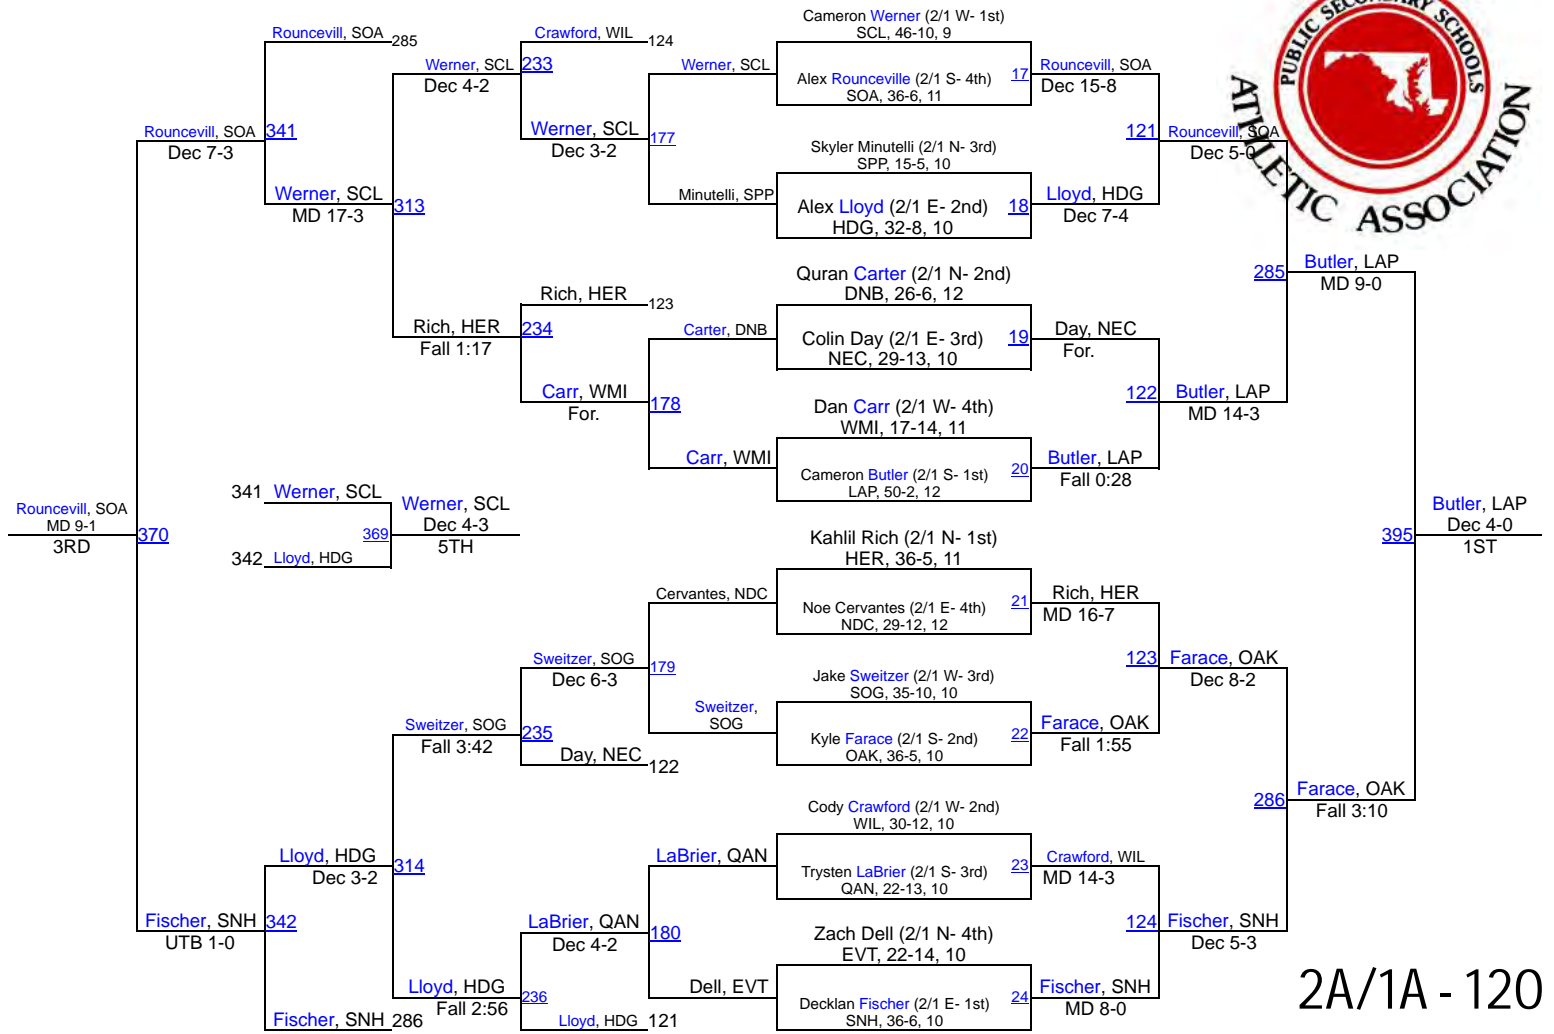 PUBLIC SECONDARY SCHOOLS
ATHLETIC ASSOCIATION
Rouncevill, SOA
MD 9-1
3RD
370
Rouncevill, SOA
Dec 7-3
Fischer, SNH
UTB 1-0
Rouncevill, SOA 285
341
Werner, SCL
MD 17-3
341 Werner, SCL
342 Lloyd, HDG
369
Werner, SCL
Dec 4-3
5TH
Lloyd, HDG
Dec 3-2
342
Fischer, SNH 286
Werner, SCL
Dec 4-2
313
Rich, HER
Fall 1:17
Sweitzer, SOG
Fall 3:42
314
Lloyd, HDG
Fall 2:56
Crawford, WIL 124
233
Werner, SCL
Dec 3-2
Rich, HER 123
234
Carr, WMI
For.
Sweitzer, SOG
Dec 6-3
235
Day, NEC 122
LaBrier, QAN
Dec 4-2
236
Lloyd, HDG 121
Werner, SCL
177
Minutelli, SPP
Carter, DNB
178
Carr, WMI
Cervantes, NDC
179
Sweitzer,
SOG
LaBrier, QAN
180
Dell, EVT
Cameron Werner (2/1 W- 1st)
SCL, 46-10, 9
Alex Rounceville (2/1 S- 4th)
SOA, 36-6, 11
17
Skyler Minutelli (2/1 N- 3rd)
SPP, 15-5, 10
Alex Lloyd (2/1 E- 2nd)
HDG, 32-8, 10
18
Quran Carter (2/1 N- 2nd)
DNB, 26-6, 12
Colin Day (2/1 E- 3rd)
NEC, 29-13, 10
19
Dan Carr (2/1 W- 4th)
WMI, 17-14, 11
Cameron Butler (2/1 S- 1st)
LAP, 50-2, 12
20
Kahlil Rich (2/1 N- 1st)
HER, 36-5, 11
Noe Cervantes (2/1 E- 4th)
NDC, 29-12, 12
21
Jake Sweitzer (2/1 W- 3rd)
SOG, 35-10, 10
Kyle Farace (2/1 S- 2nd)
OAK, 36-5, 10
22
Cody Crawford (2/1 W- 2nd)
WIL, 30-12, 10
Trysten LaBrier (2/1 S- 3rd)
QAN, 22-13, 10
23
Zach Dell (2/1 N- 4th)
EVT, 22-14, 10
Decklan Fischer (2/1 E- 1st)
SNH, 36-6, 10
24
Rouncevill, SOA
Dec 15-8
121
Lloyd, HDG
Dec 7-4
Day, NEC
For.
122
Butler, LAP
Fall 0:28
Rich, HER
MD 16-7
123
Farace, OAK
Fall 1:55
Crawford, WIL
MD 14-3
124
Fischer, SNH
MD 8-0
Rouncevill, SOA
Dec 5-0
285
Butler, LAP
MD 14-3
Farace, OAK
Dec 8-2
286
Fischer, SNH
Dec 5-3
Butler, LAP
MD 9-0
395
Farace, OAK
Fall 3:10
Butler, LAP
Dec 4-0
1ST
2A/1A - 120